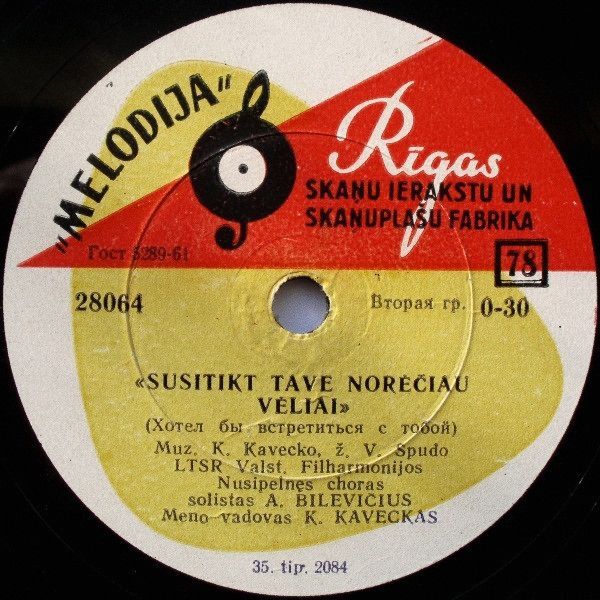 "MELODIJA"
Rīgas
SKAŅU IERAKSTU UN
SKAŅUPLAŠU FABRIKA
Гост 5289-61
78
28064
Вторая гр. 0-30
«SUSITIKT TAVE NORĖČIAU
VĖLIAI»
(Хотел бы встретиться с тобой)
Muz. K. Kavecko, ž. V. Spudo
LTSR Valst. Filharmonijos
Nusipelnęs choras
solistas A. BILEVIČIUS
Meno vadovas K. KAVECKAS
35. tip. 2084